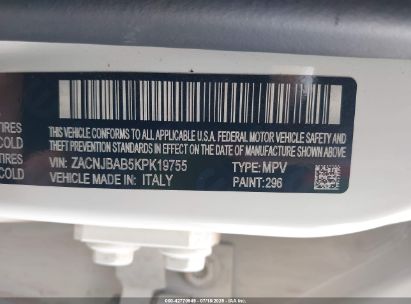 THIS VEHICLE CONFORMS TO ALL APPLICABLE U.S.A. FEDERAL MOTOR VEHICLE SAFETY AND
THEFT PREVENTION STANDARDS IN EFFECT ON THE DATE OF MANUFACTURE SHOWN ABOVE
VIN: ZACNJBAB5KPK19755 TYPE: MPV
VEHICLE MADE IN: ITALY PAINT: 296
TIRES
COLD
COLD